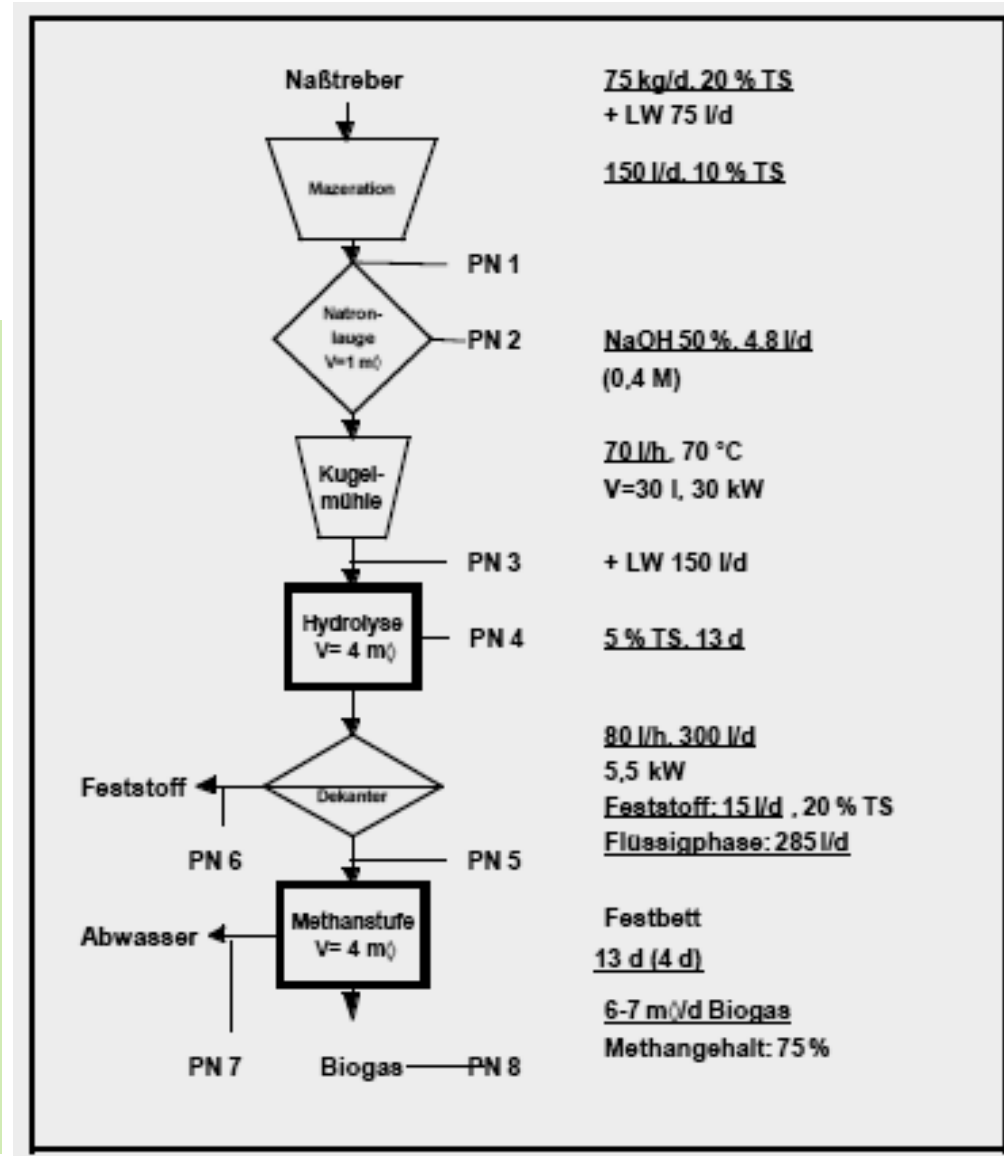 Naßtreber
75 kg/d, 20 % TS
+ LW 75 l/d
Mazeration
150 l/d, 10 % TS
PN 1
Natron-
lauge
V=1 m◊
PN 2
NaOH 50 %, 4.8 l/d
(0,4 M)
Kugel-
mühle
70 l/h, 70 °C
V=30 l, 30 kW
PN 3
+ LW 150 l/d
Hydrolyse
V= 4 m◊
PN 4
5 % TS, 13 d
80 l/h, 300 l/d
5,5 kW
Feststoff
Dekanter
Feststoff: 15 l/d , 20 % TS
Flüssigphase: 285 l/d
PN 6
PN 5
Methanstufe
V= 4 m◊
Abwasser
Festbett
13 d (4 d)
6-7 m◊/d Biogas
Methangehalt: 75 %
PN 7
Biogas
PN 8